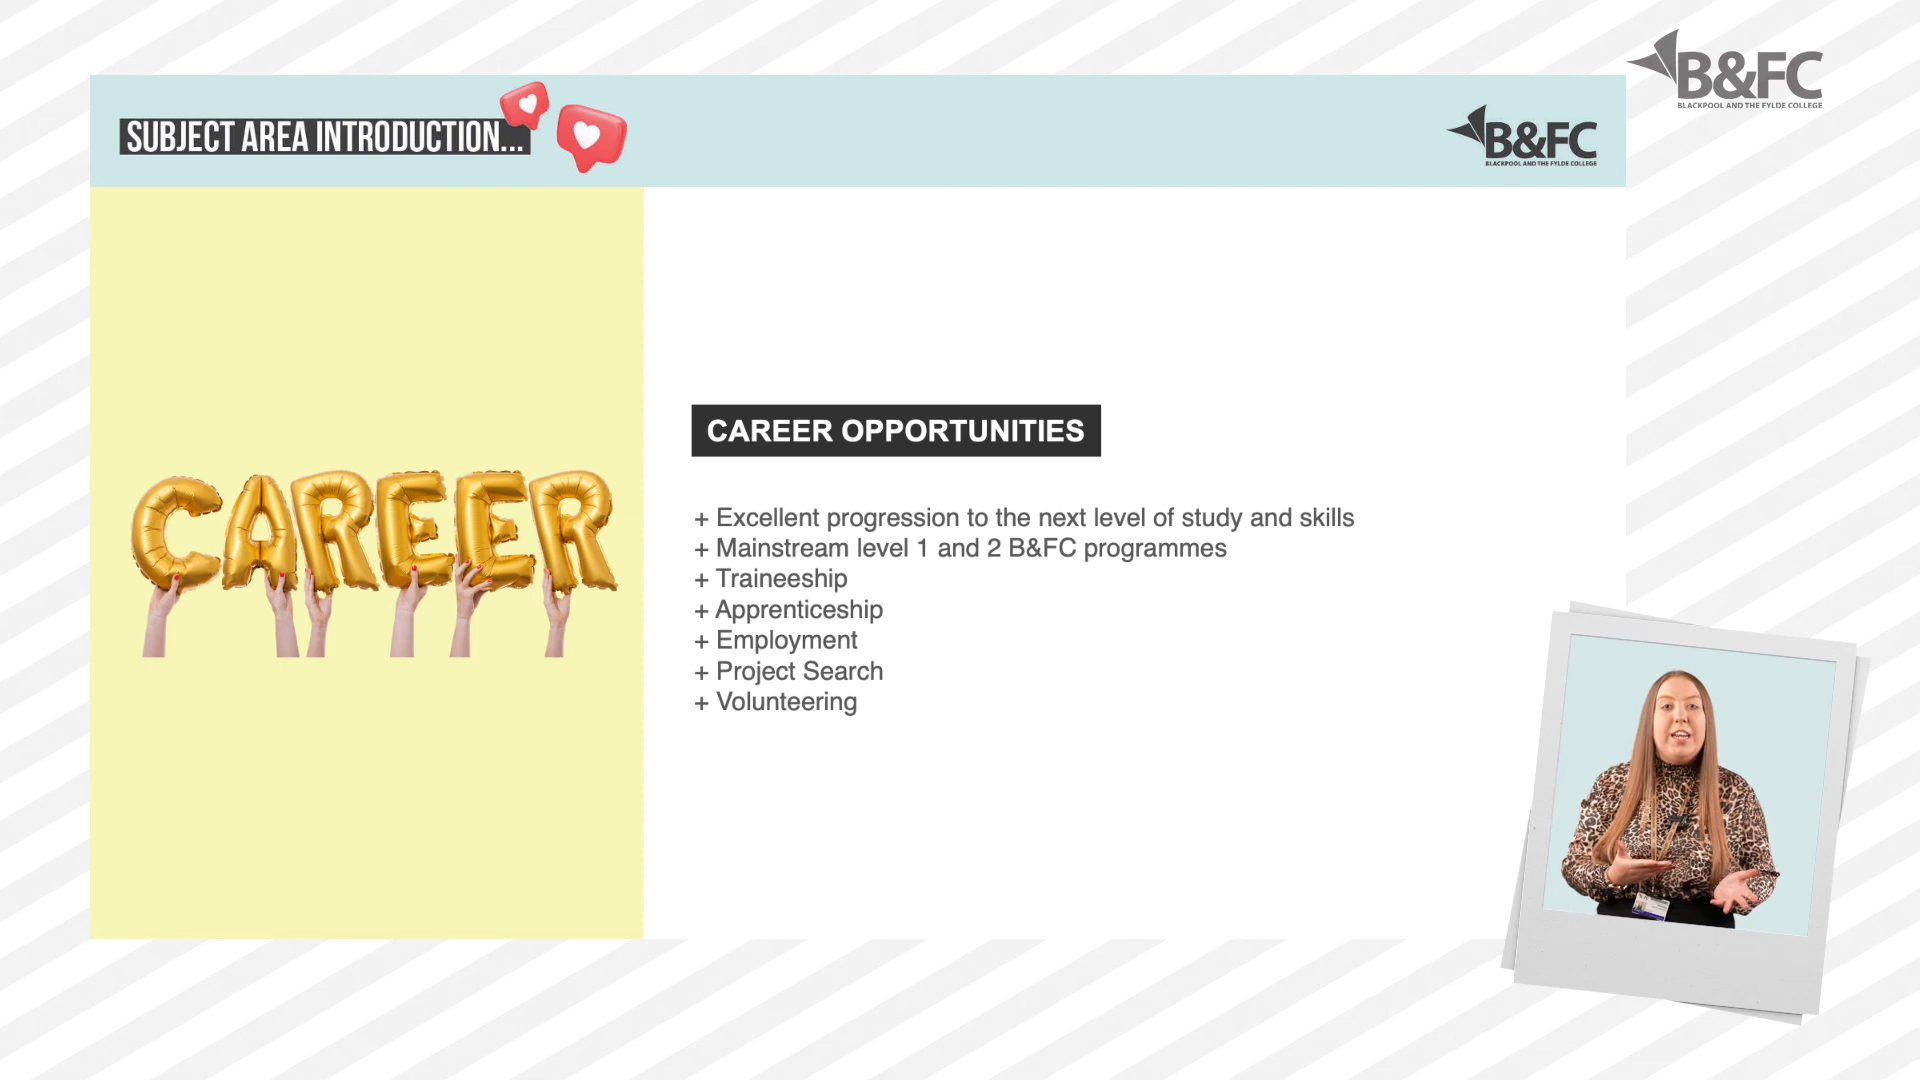 B&FC
BLACKPOOL AND THE FYLDE COLLEGE
SUBJECT AREA INTRODUCTION...
B&FC
BLACKPOOL AND THE FYLDE COLLEGE
CAREER
CAREER OPPORTUNITIES
+ Excellent progression to the next level of study and skills
+ Mainstream level 1 and 2 B&FC programmes
+ Traineeship
+ Apprenticeship
+ Employment
+ Project Search
+ Volunteering